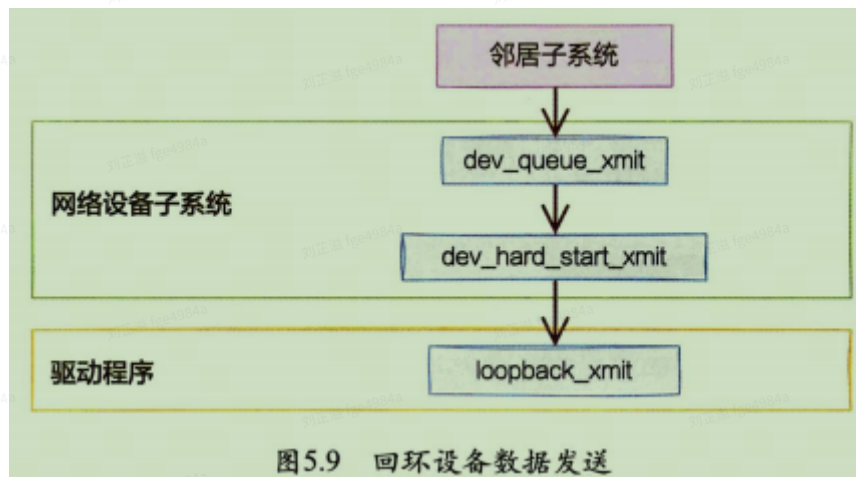 邻居子系统
dev_queue_xmit
网络设备子系统
dev_hard_start_xmit
驱动程序
loopback_xmit
图5.9 回环设备数据发送